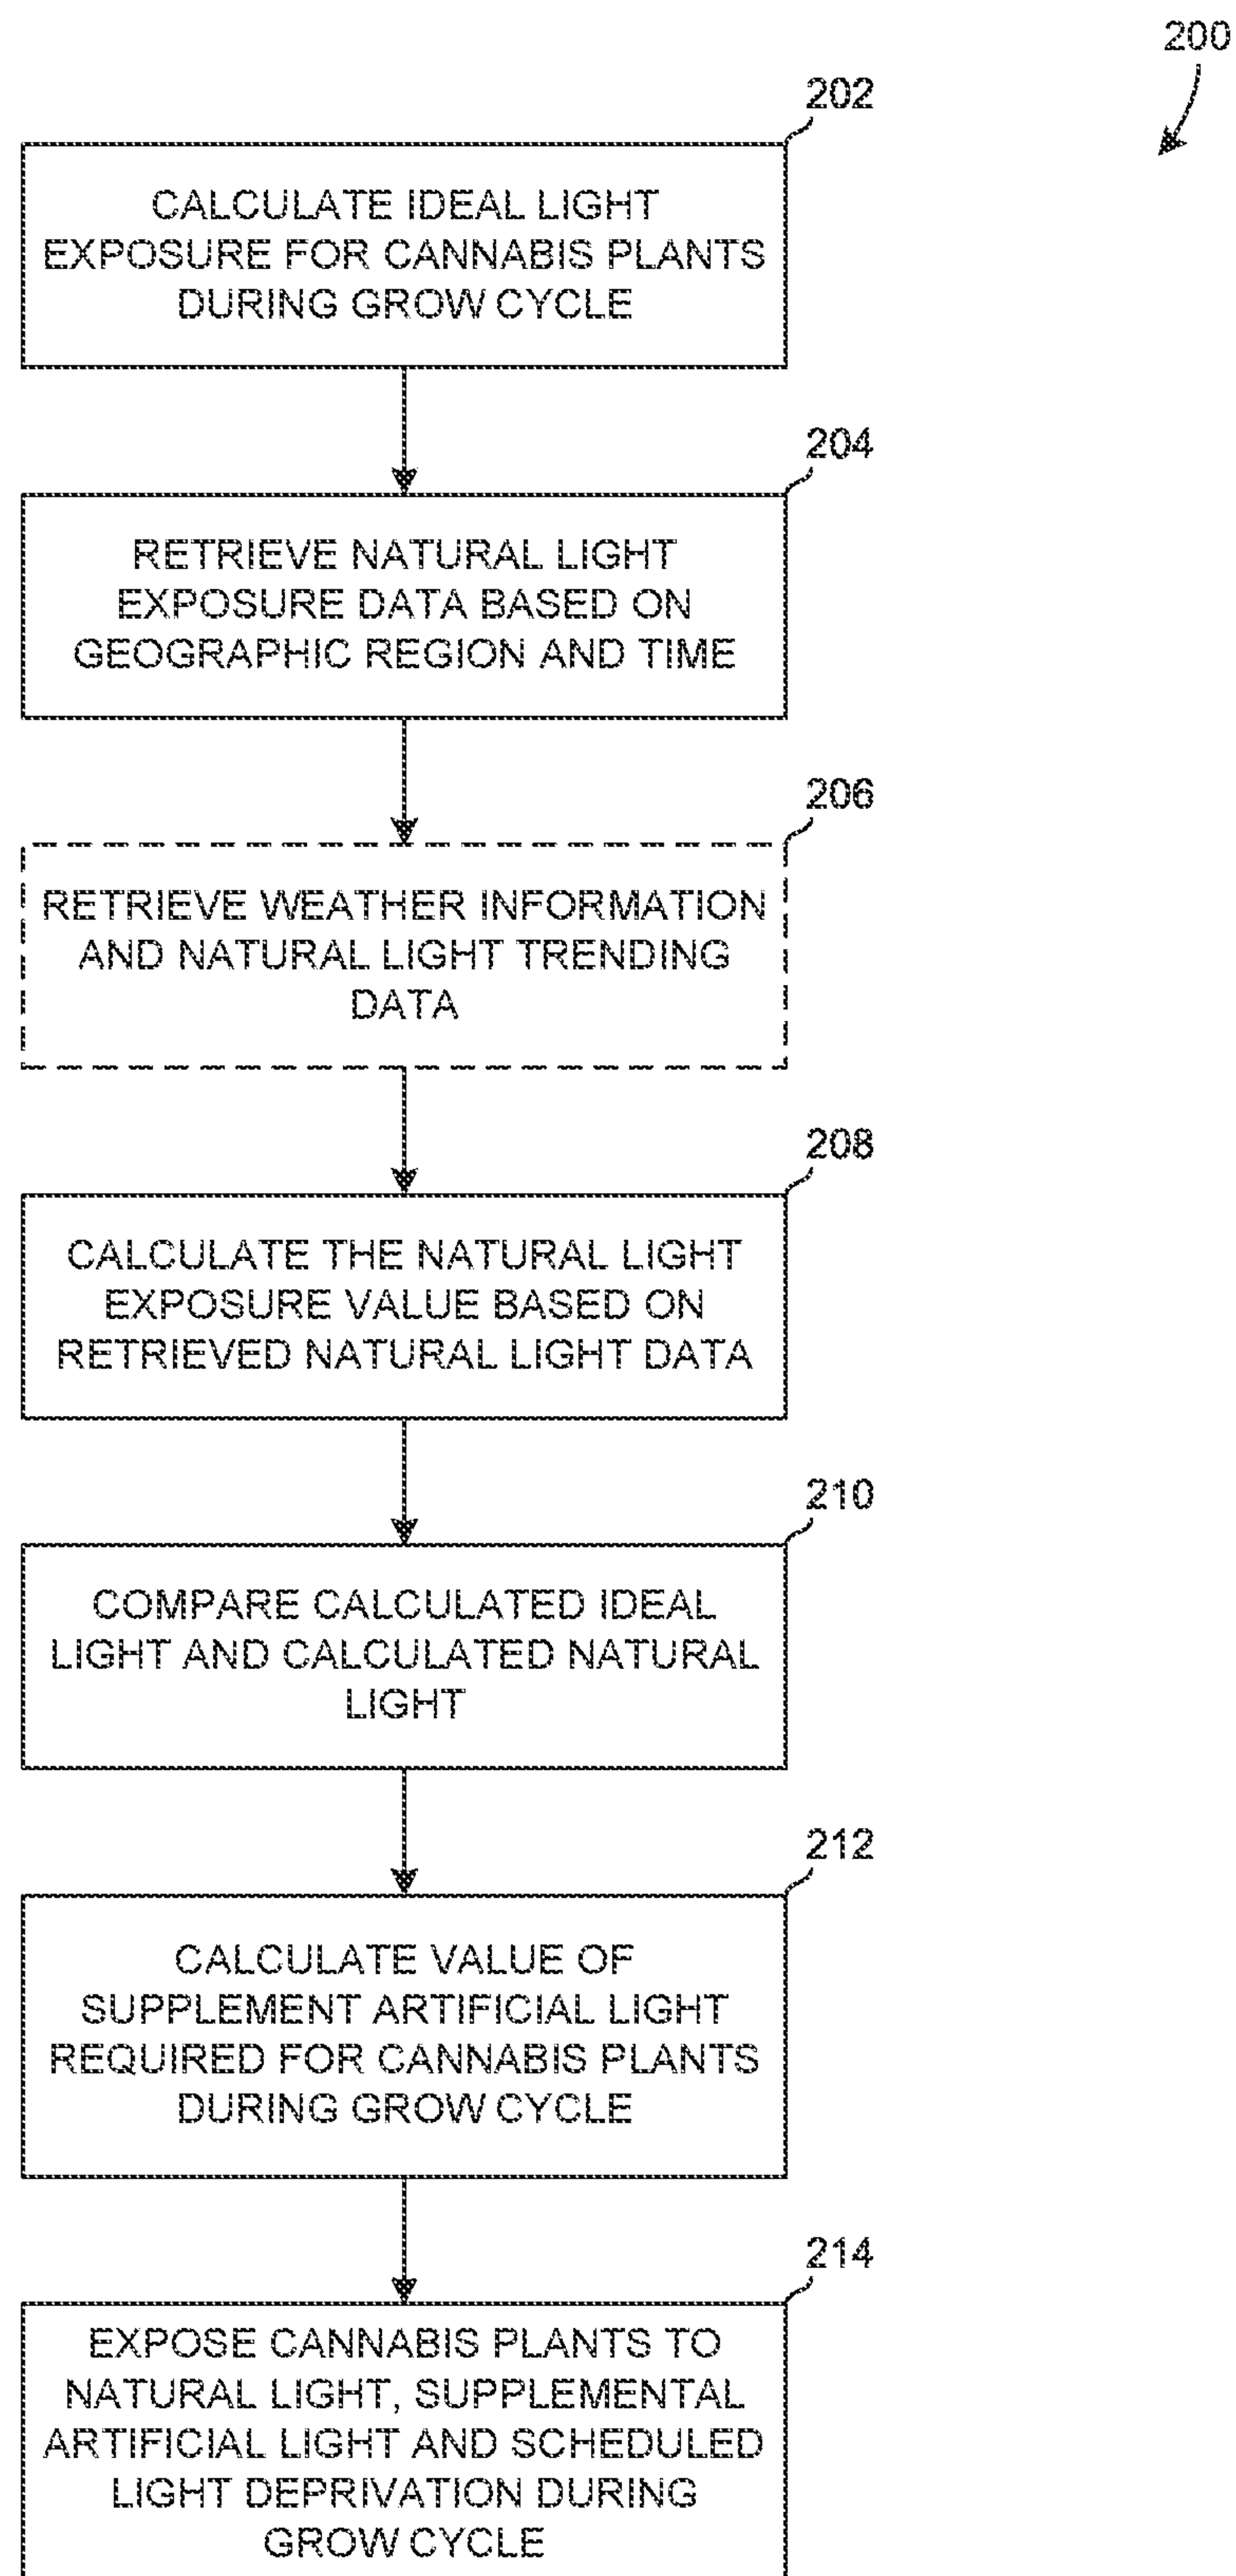 200
202
CALCULATE IDEAL LIGHT
EXPOSURE FOR CANNABIS PLANTS
DURING GROW CYCLE
204
RETRIEVE NATURAL LIGHT
EXPOSURE DATA BASED ON
GEOGRAPHIC REGION AND TIME
206
RETRIEVE WEATHER INFORMATION
AND NATURAL LIGHT TRENDING
DATA
208
CALCULATE THE NATURAL LIGHT
EXPOSURE VALUE BASED ON
RETRIEVED NATURAL LIGHT DATA
210
COMPARE CALCULATED IDEAL
LIGHT AND CALCULATED NATURAL
LIGHT
212
CALCULATE VALUE OF
SUPPLEMENT ARTIFICIAL LIGHT
REQUIRED FOR CANNABIS PLANTS
DURING GROW CYCLE
214
EXPOSE CANNABIS PLANTS TO
NATURAL LIGHT, SUPPLEMENTAL
ARTIFICIAL LIGHT AND SCHEDULED
LIGHT DEPRIVATION DURING
GROW CYCLE